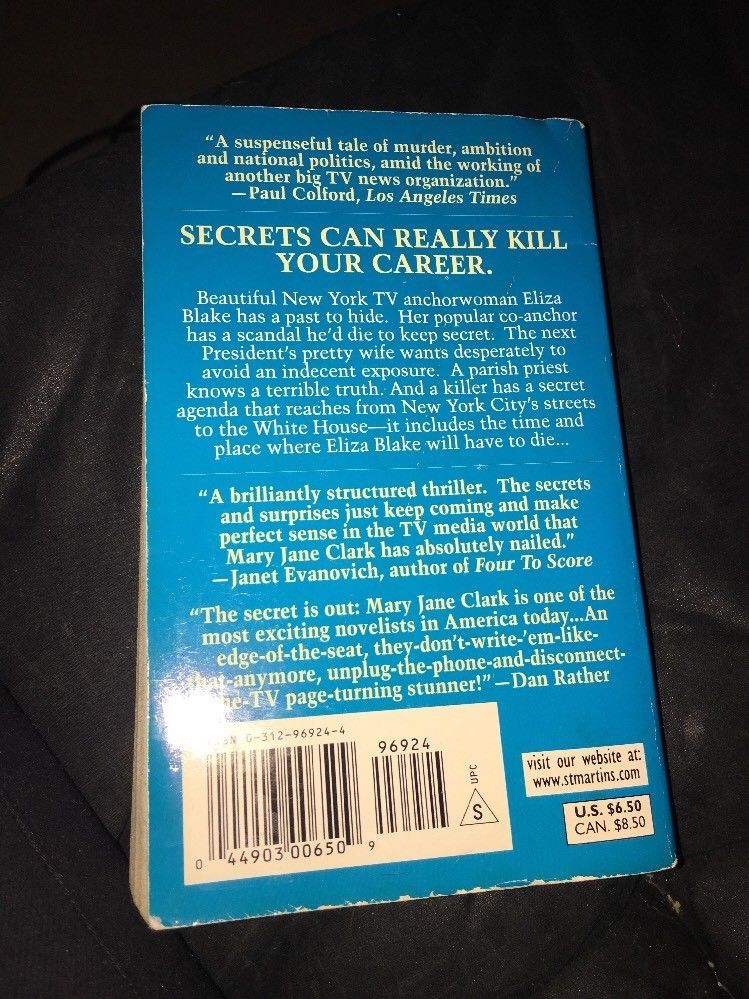 “A suspenseful tale of murder, ambition
and national politics, amid the working of
another big TV news organization.”
—Paul Colford, Los Angeles Times
SECRETS CAN REALLY KILL
YOUR CAREER.
Beautiful New York TV anchorwoman Eliza
Blake has a past to hide. Her popular co-anchor
has a scandal he’d die to keep secret. The next
President’s pretty wife wants desperately to
avoid an indecent exposure. A parish priest
knows a terrible truth. And a killer has a secret
agenda that reaches from New York City’s streets
to the White House—it includes the time and
place where Eliza Blake will have to die...
“A brilliantly structured thriller. The secrets
and surprises just keep coming and make
perfect sense in the TV media world that
Mary Jane Clark has absolutely nailed.”
—Janet Evanovich, author of Four To Score
“The secret is out: Mary Jane Clark is one of the
most exciting novelists in America today...An
edge-of-the-seat, they-don’t-write-’em-like-
that-anymore, unplug-the-phone-and-disconnect-
the-TV page-turning stunner!” —Dan Rather
0-312-96924-4
96924
UPC
S
0 44903 00650 9
visit our website at:
www.stmartins.com
U.S. $6.50
CAN. $8.50